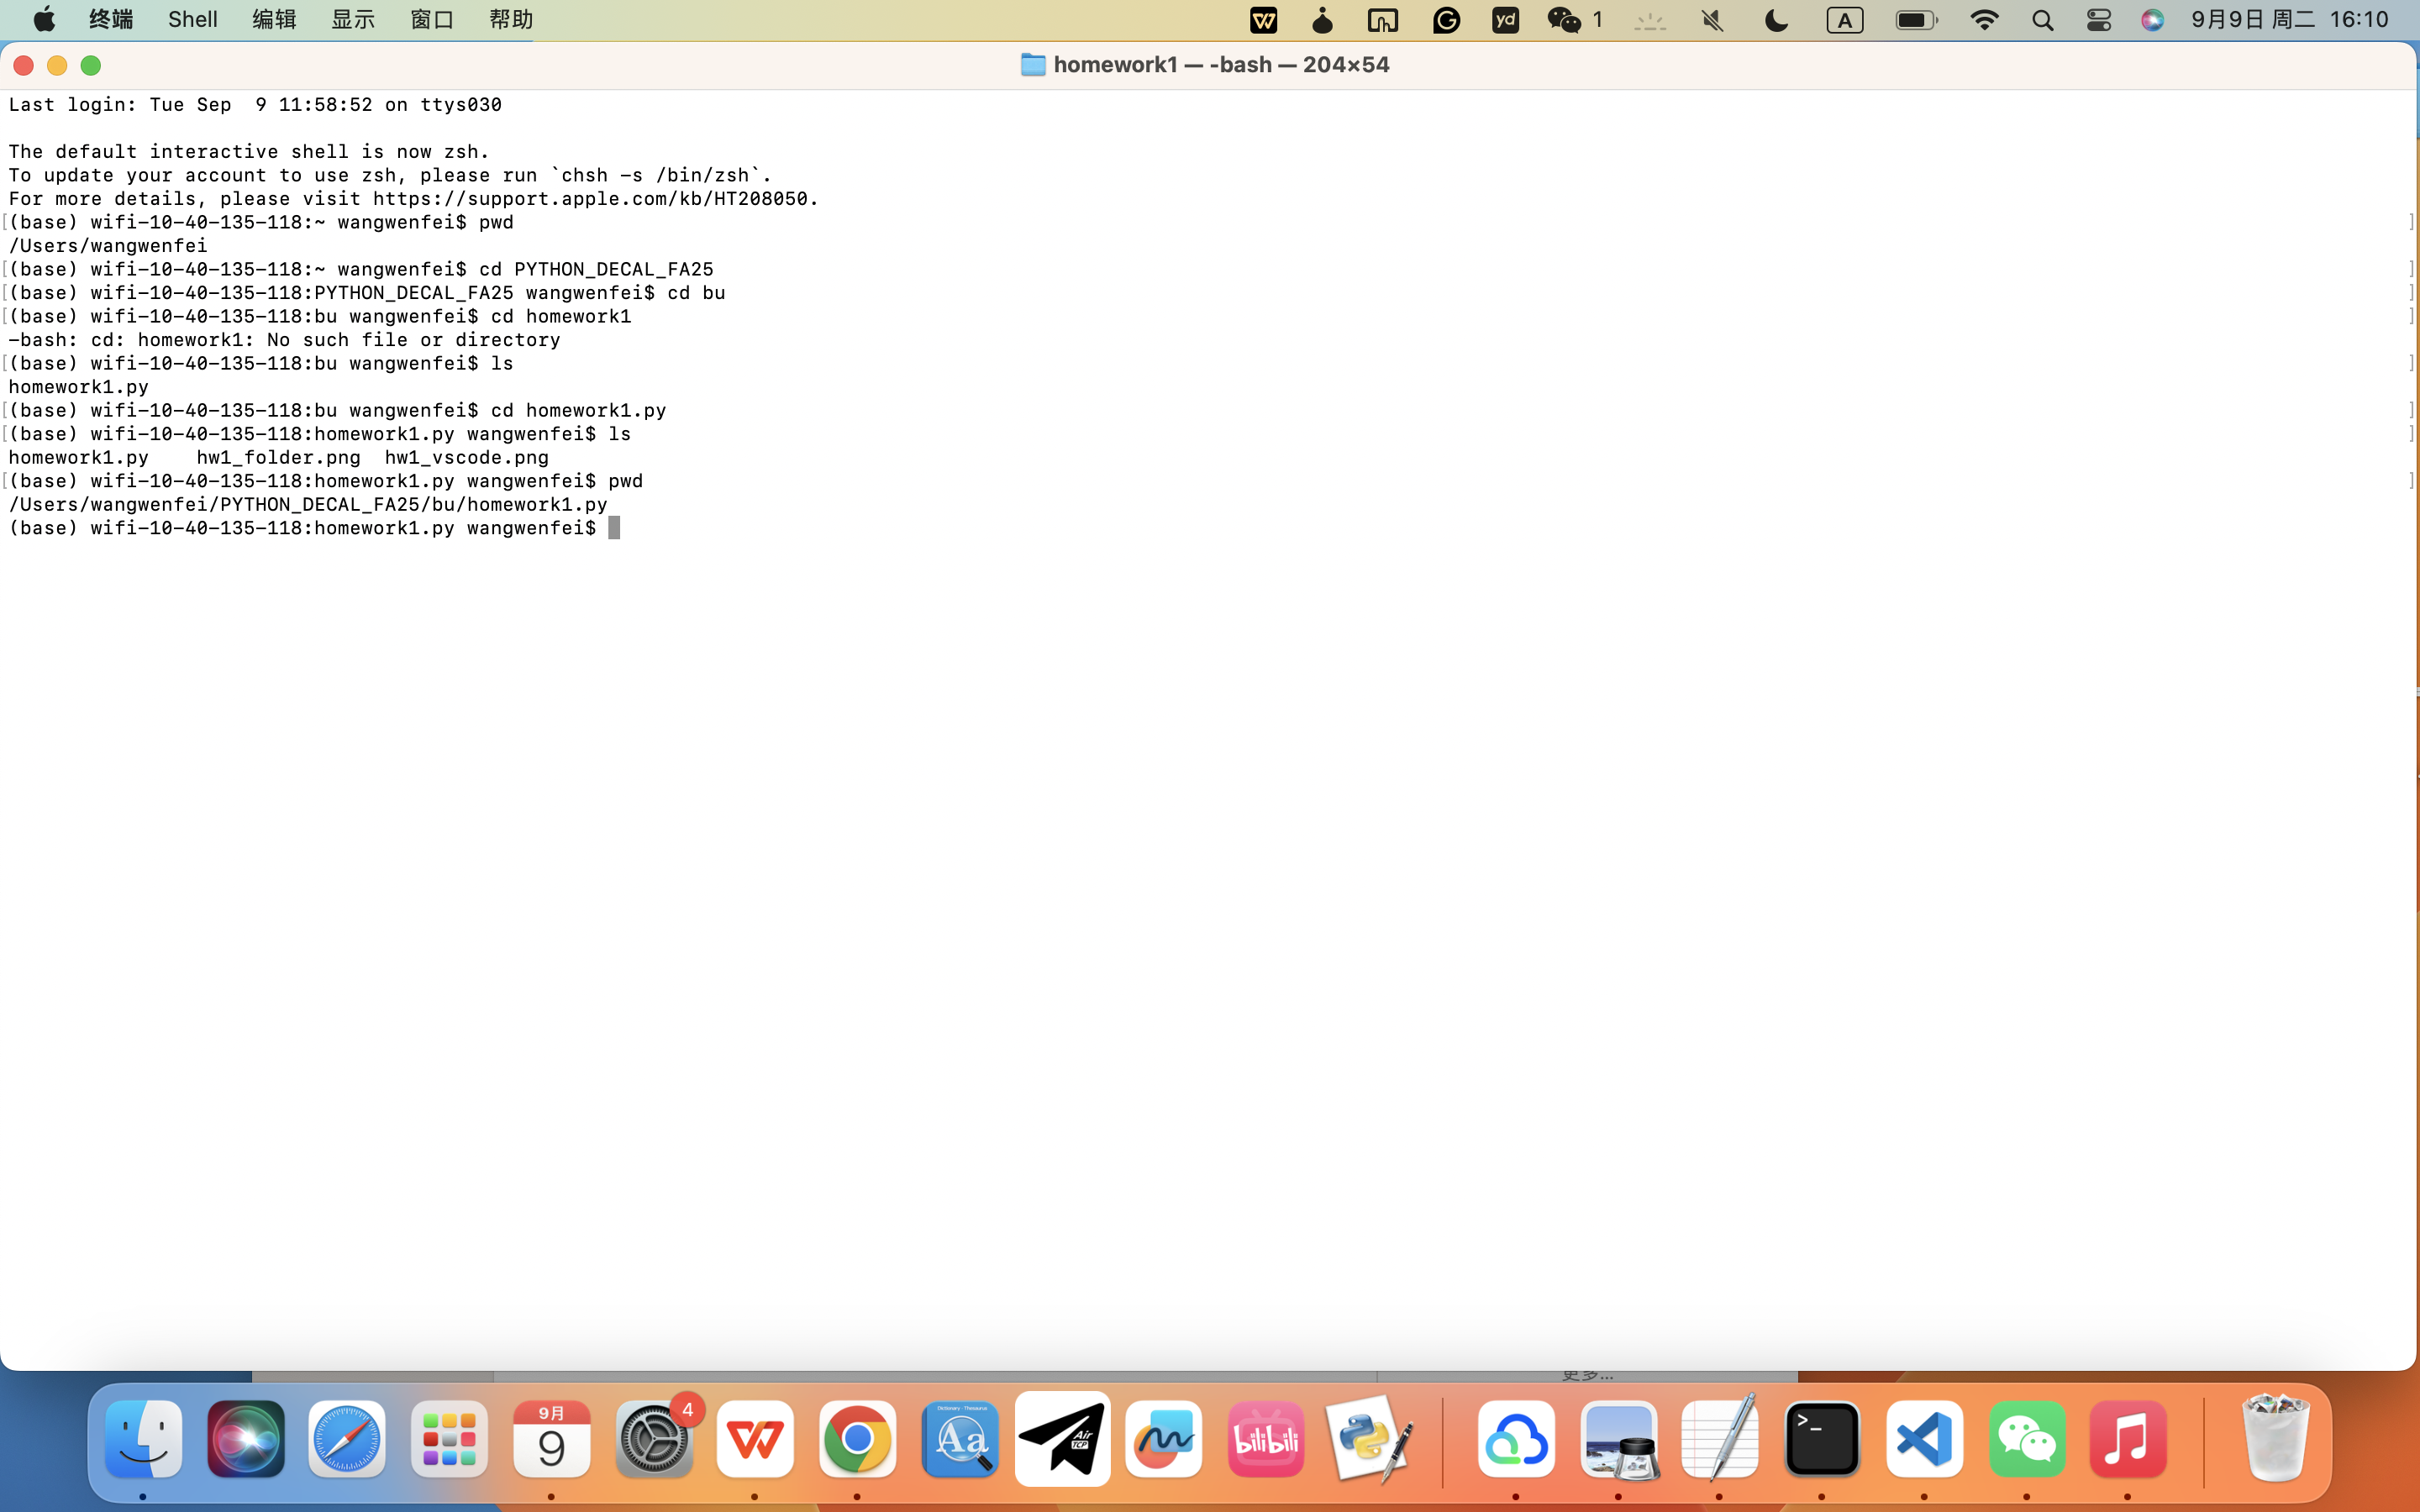 终端 Shell 编辑 显示 窗口 帮助 yd 1 A 9月9日 周二 16:10
homework1 — -bash — 204×54
Last login: Tue Sep  9 11:58:52 on ttys030
The default interactive shell is now zsh.
To update your account to use zsh, please run `chsh -s /bin/zsh`.
For more details, please visit https://support.apple.com/kb/HT208050.
[(base) wifi-10-40-135-118:~ wangwenfei$ pwd ]
/Users/wangwenfei
[(base) wifi-10-40-135-118:~ wangwenfei$ cd PYTHON_DECAL_FA25 ]
[(base) wifi-10-40-135-118:PYTHON_DECAL_FA25 wangwenfei$ cd bu ]
[(base) wifi-10-40-135-118:bu wangwenfei$ cd homework1 ]
-bash: cd: homework1: No such file or directory
[(base) wifi-10-40-135-118:bu wangwenfei$ ls ]
homework1.py
[(base) wifi-10-40-135-118:bu wangwenfei$ cd homework1.py ]
[(base) wifi-10-40-135-118:homework1.py wangwenfei$ ls ]
homework1.py    hw1_folder.png  hw1_vscode.png
[(base) wifi-10-40-135-118:homework1.py wangwenfei$ pwd ]
/Users/wangwenfei/PYTHON_DECAL_FA25/bu/homework1.py
(base) wifi-10-40-135-118:homework1.py wangwenfei$
更多...
9月
9
4
Dictionary · Thesaurus
Aa
Air
TCP
bilibili
>_